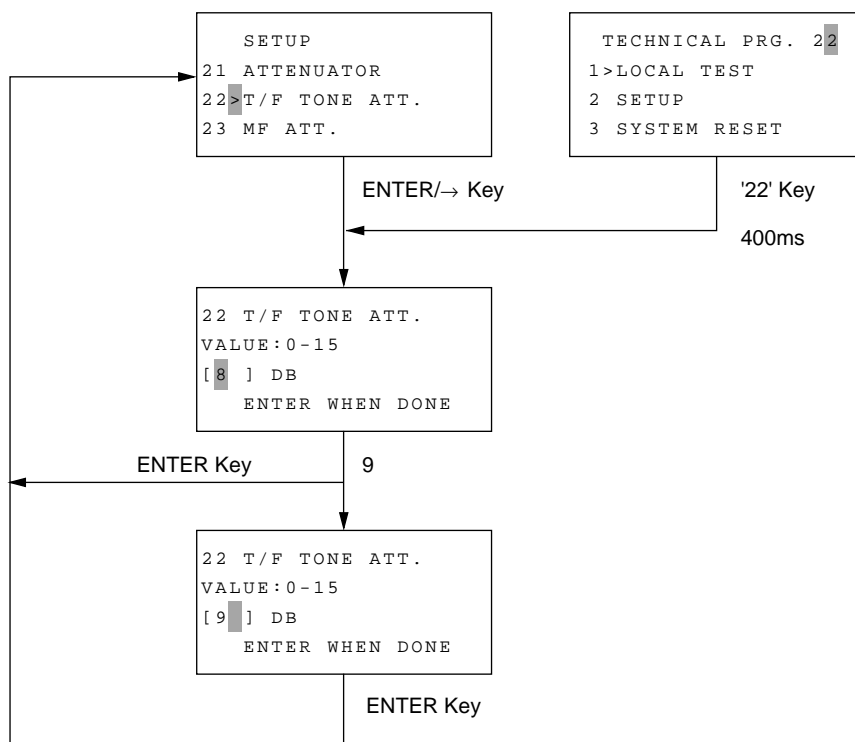 SETUP
21 ATTENUATOR
22>T/F TONE ATT.
23 MF ATT.
TECHNICAL PRG. 22
1>LOCAL TEST
2 SETUP
3 SYSTEM RESET
ENTER/→ Key
'22' Key
400ms
22 T/F TONE ATT.
VALUE:0-15
[8 ] DB
ENTER WHEN DONE
ENTER Key
9
22 T/F TONE ATT.
VALUE:0-15
[9 ] DB
ENTER WHEN DONE
ENTER Key